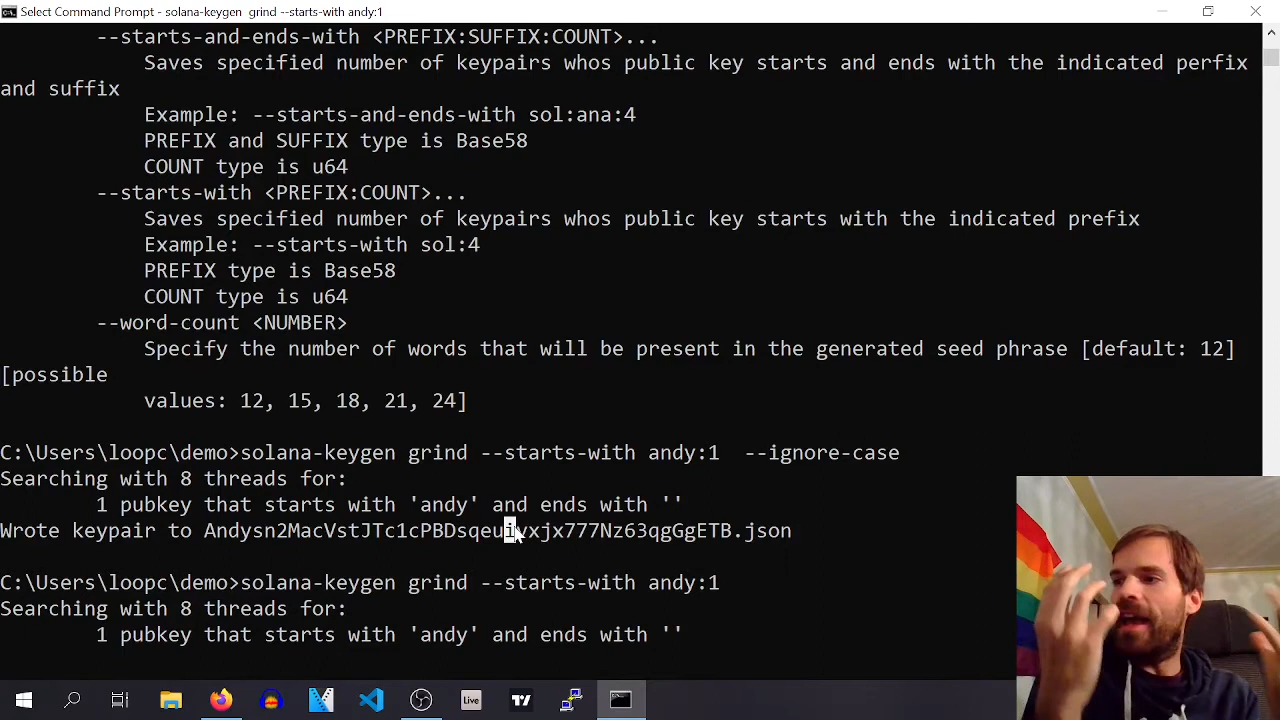 Select Command Prompt - solana-keygen  grind --starts-with andy:1
--starts-and-ends-with <PREFIX:SUFFIX:COUNT>...
Saves specified number of keypairs whos public key starts and ends with the indicated perfix
and suffix
Example: --starts-and-ends-with sol:ana:4
PREFIX and SUFFIX type is Base58
COUNT type is u64
--starts-with <PREFIX:COUNT>...
Saves specified number of keypairs whos public key starts with the indicated prefix
Example: --starts-with sol:4
PREFIX type is Base58
COUNT type is u64
--word-count <NUMBER>
Specify the number of words that will be present in the generated seed phrase [default: 12]
[possible
values: 12, 15, 18, 21, 24]
C:\Users\loopc\demo>solana-keygen grind --starts-with andy:1  --ignore-case
Searching with 8 threads for:
1 pubkey that starts with 'andy' and ends with ''
Wrote keypair to Andysn2MacVstJTc1cPBDsqeuivxjx777Nz63qgGgETB.json
C:\Users\loopc\demo>solana-keygen grind --starts-with andy:1
Searching with 8 threads for:
1 pubkey that starts with 'andy' and ends with ''
Live